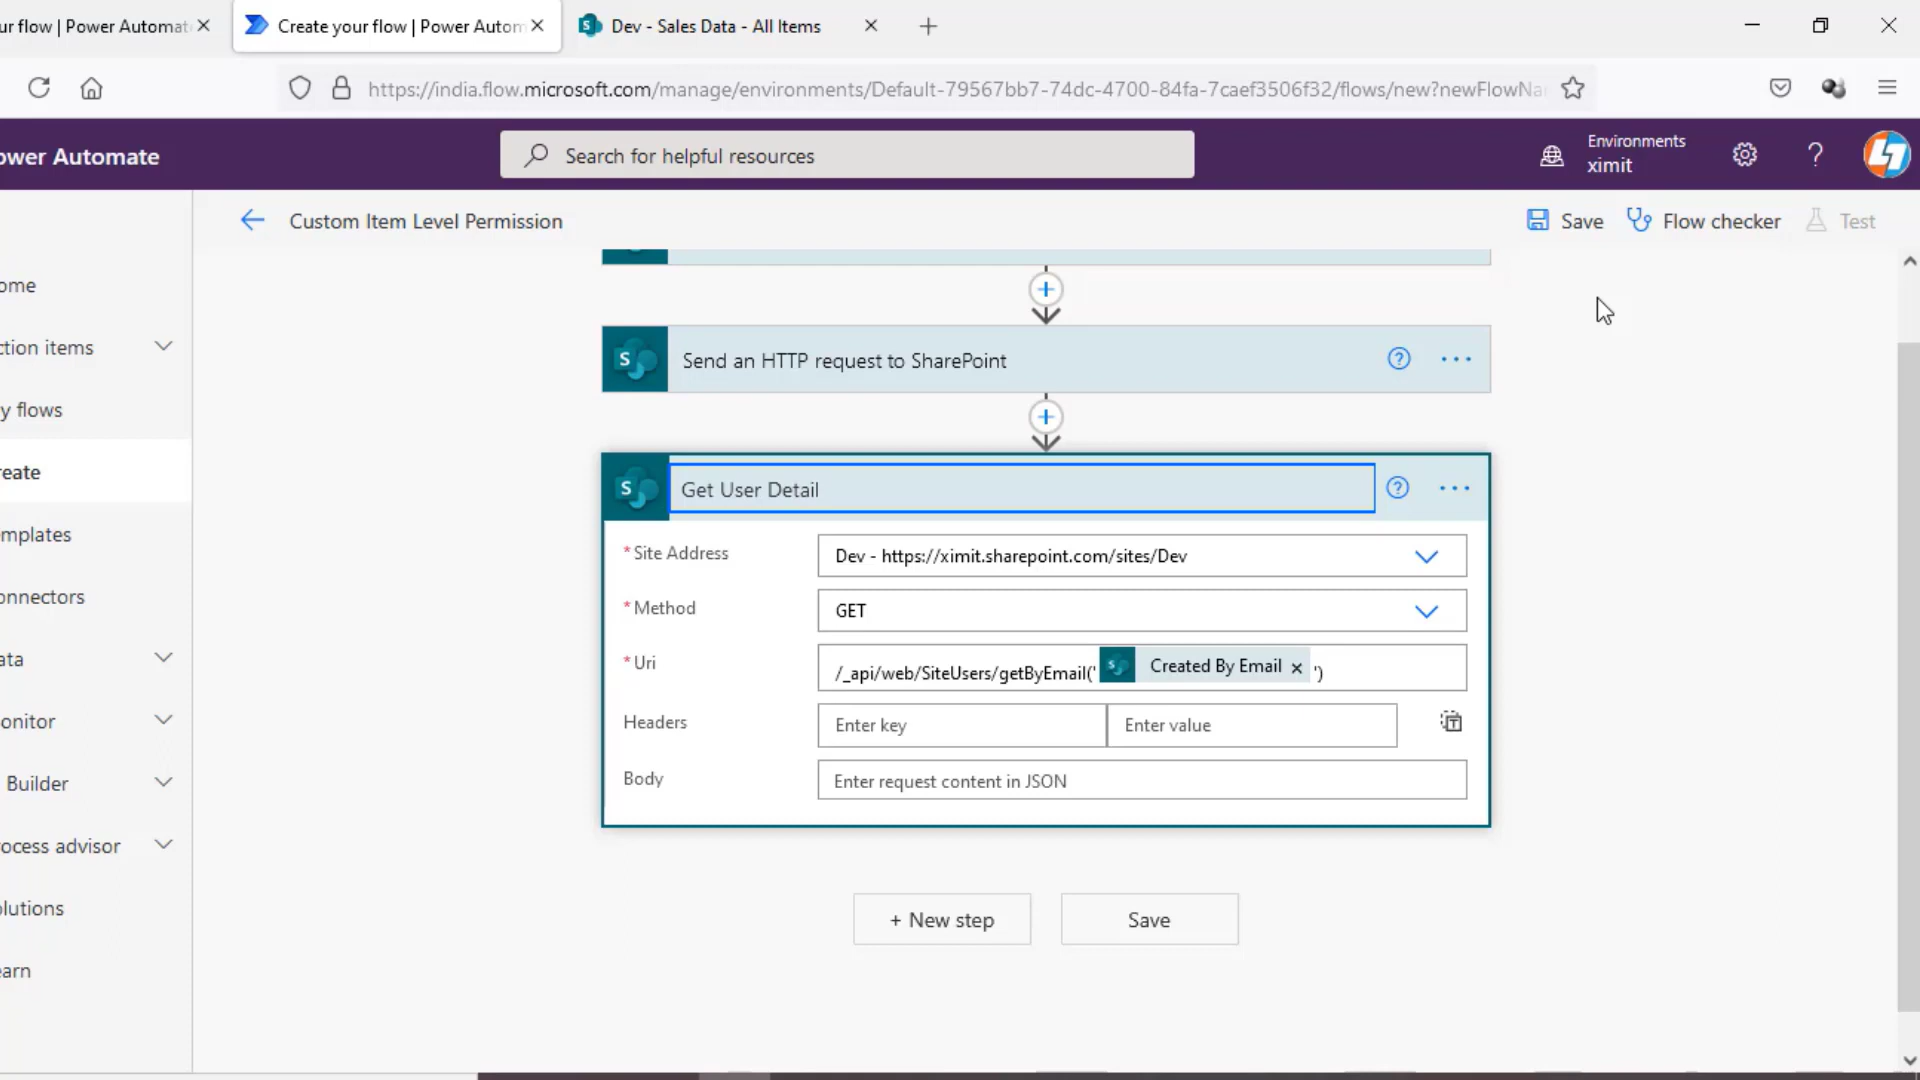 ur flow | Power Automat
Create your flow | Power Autom
Dev - Sales Data - All Items
https://india.flow.microsoft.com/manage/environments/Default-79567bb7-74dc-4700-84fa-7caef3506f32/flows/new?newFlowNa
ower Automate
Search for helpful resources
Environments
ximit
Custom Item Level Permission
Save
Flow checker
Test
ome
ction items
y flows
reate
emplates
onnectors
ata
onitor
Builder
ocess advisor
olutions
earn
Send an HTTP request to SharePoint
Get User Detail
* Site Address
Dev - https://ximit.sharepoint.com/sites/Dev
* Method
GET
* Uri
/_api/web/SiteUsers/getByEmail(' Created By Email × ')
Headers
Enter key
Enter value
Body
Enter request content in JSON
+ New step
Save